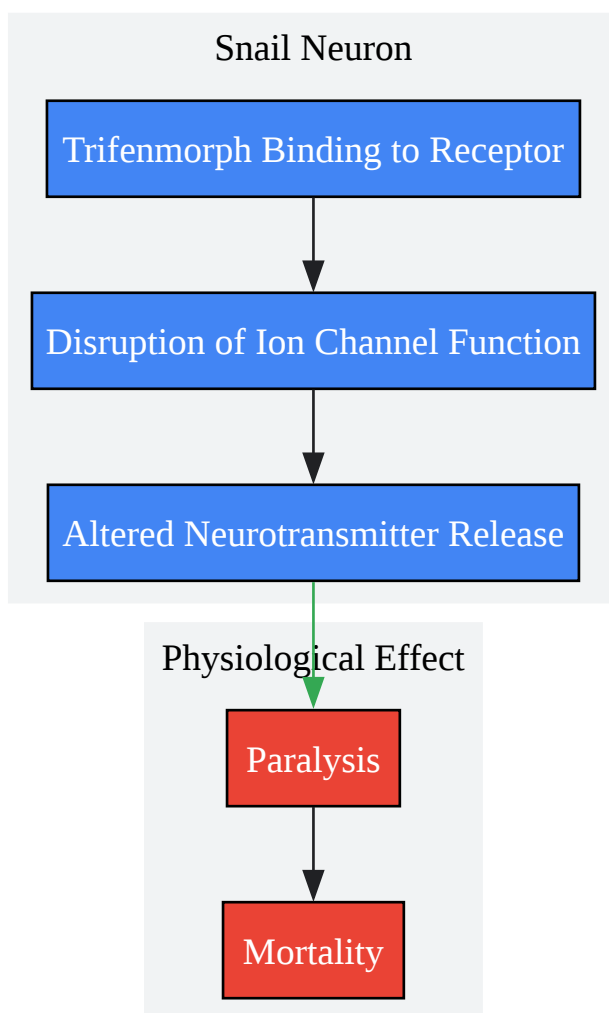 Snail Neuron
Trifenmorph Binding to Receptor
Disruption of Ion Channel Function
Altered Neurotransmitter Release
Physiological Effect
Paralysis
Mortality